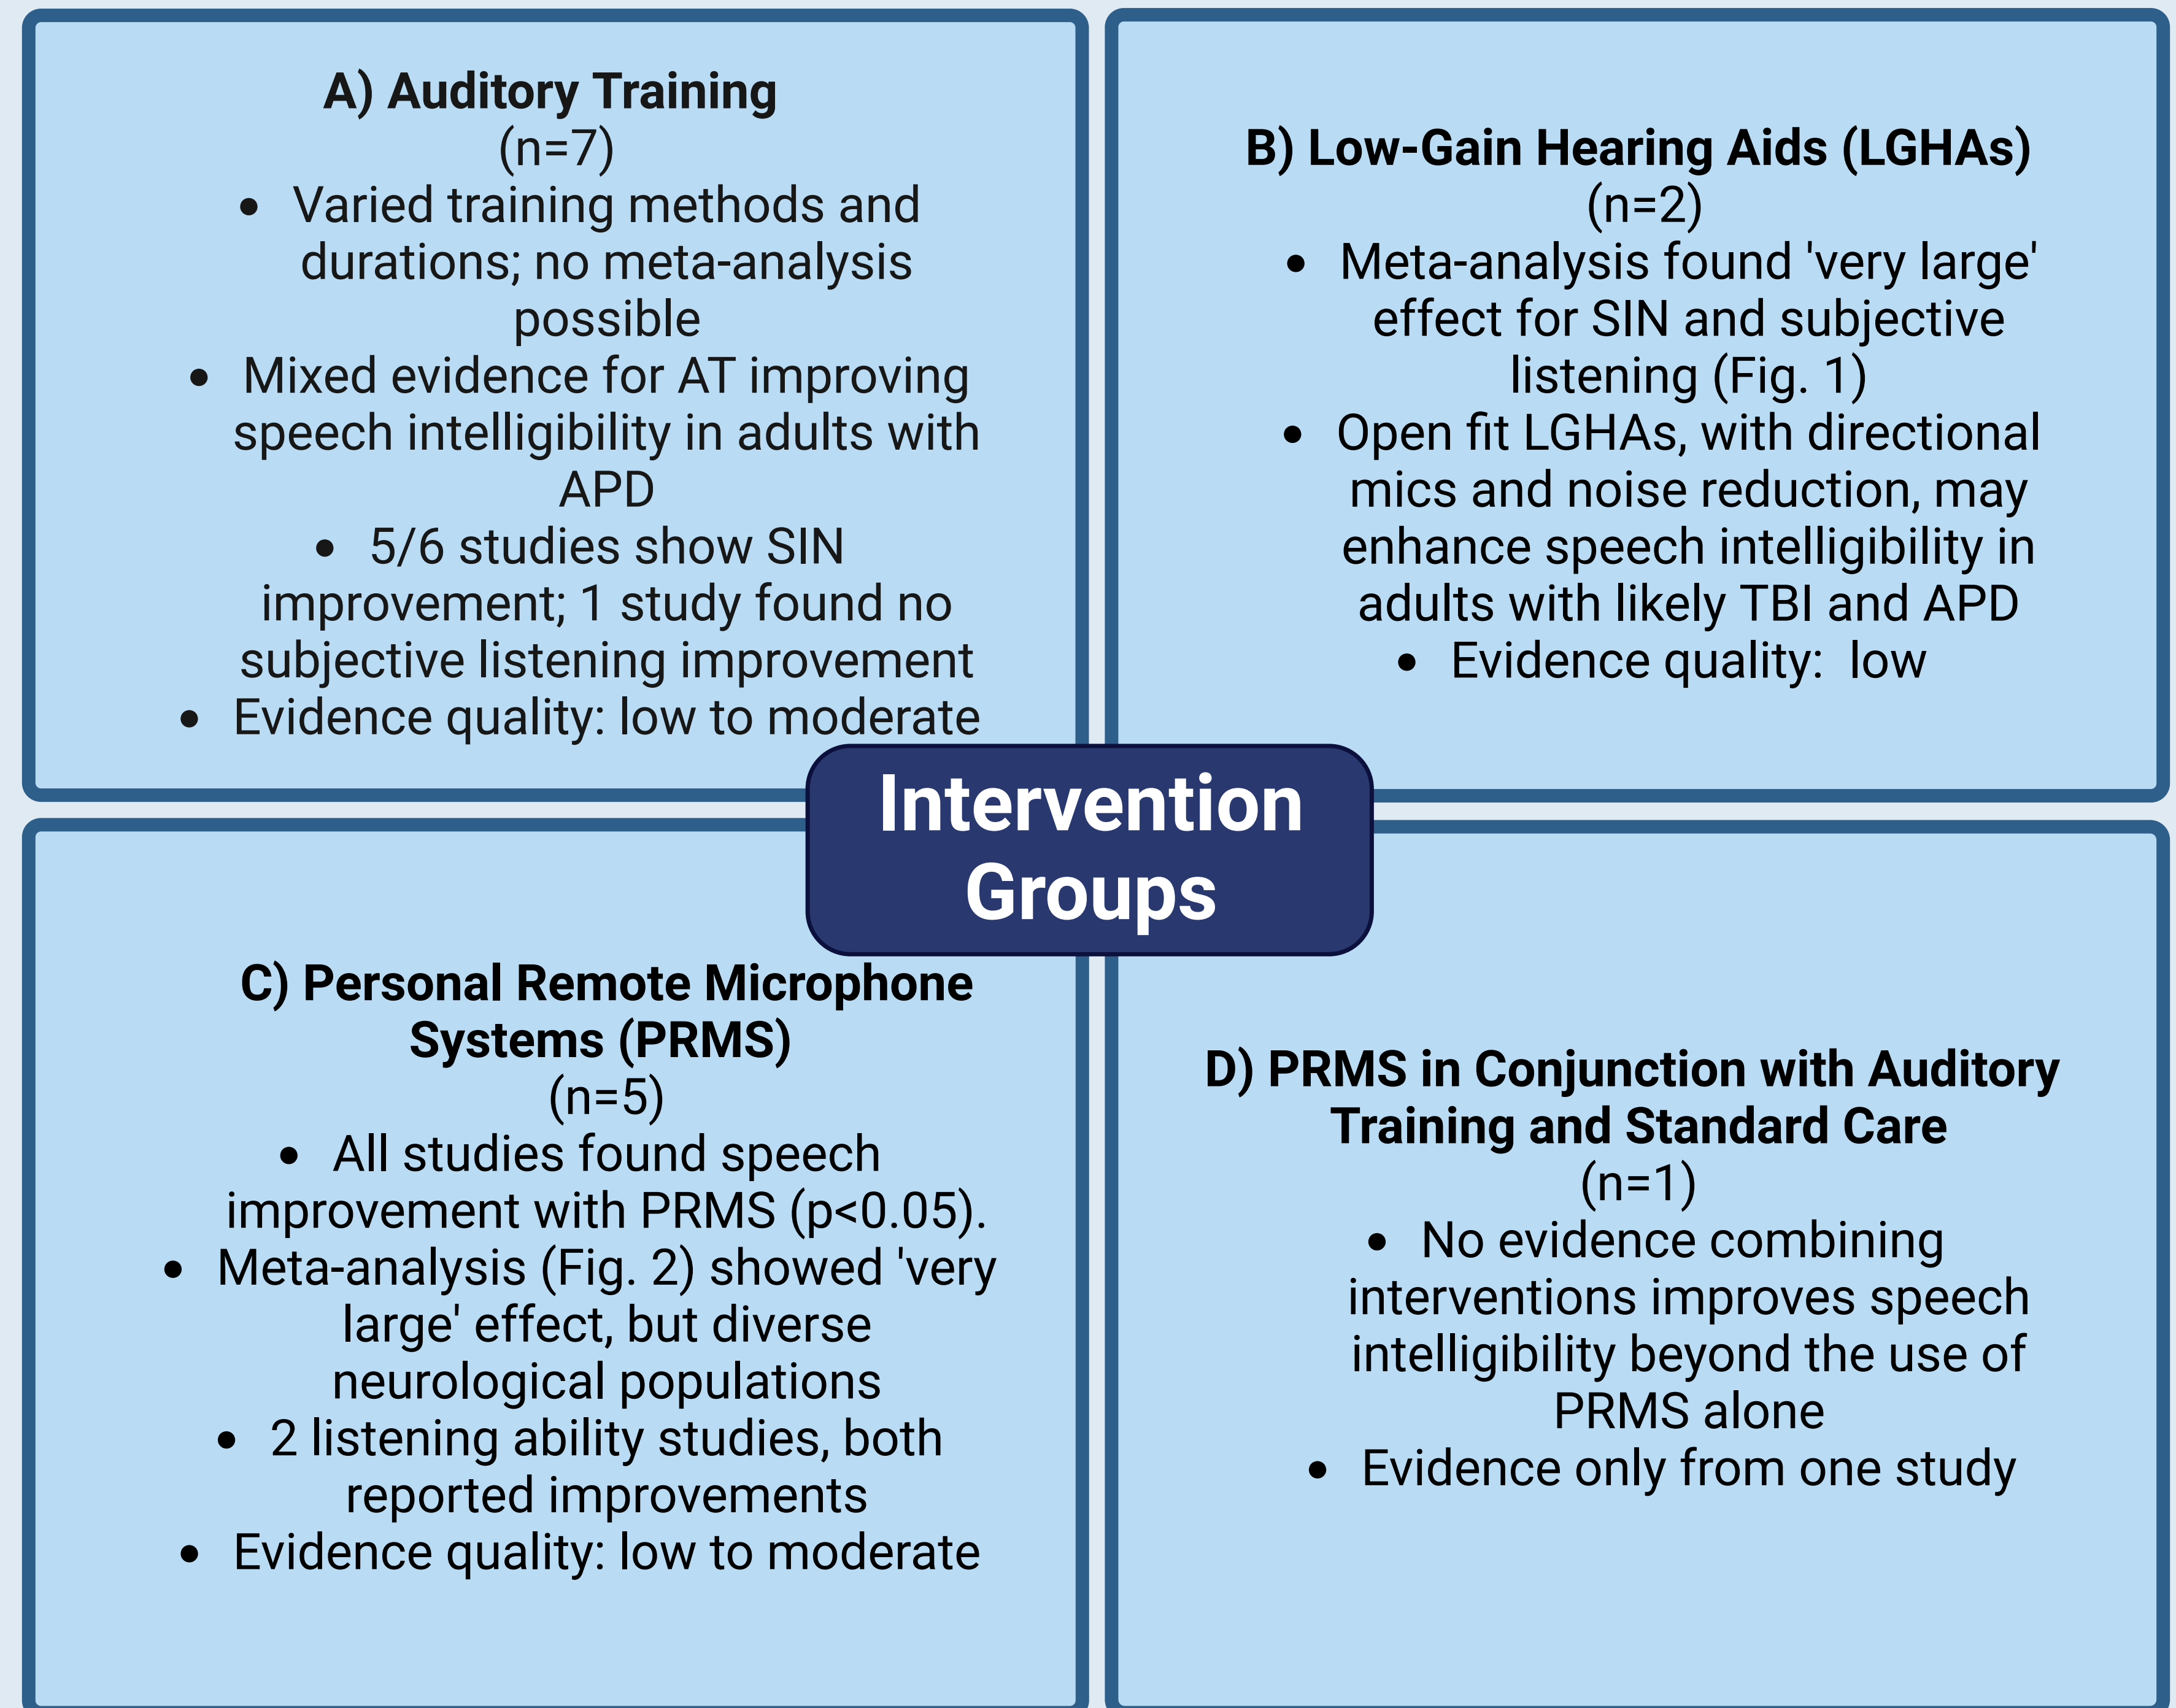 A) Auditory Training
(n=7)
• Varied training methods and
durations; no meta-analysis
possible
• Mixed evidence for AT improving
speech intelligibility in adults with
APD
• 5/6 studies show SIN
improvement; 1 study found no
subjective listening improvement
• Evidence quality: low to moderate
B) Low-Gain Hearing Aids (LGHAs)
(n=2)
• Meta-analysis found 'very large'
effect for SIN and subjective
listening (Fig. 1)
• Open fit LGHAs, with directional
mics and noise reduction, may
enhance speech intelligibility in
adults with likely TBI and APD
• Evidence quality:  low
Intervention
Groups
C) Personal Remote Microphone
Systems (PRMS)
(n=5)
• All studies found speech
improvement with PRMS (p<0.05).
• Meta-analysis (Fig. 2) showed 'very
large' effect, but diverse
neurological populations
• 2 listening ability studies, both
reported improvements
• Evidence quality: low to moderate
D) PRMS in Conjunction with Auditory
Training and Standard Care
(n=1)
• No evidence combining
interventions improves speech
intelligibility beyond the use of
PRMS alone
• Evidence only from one study